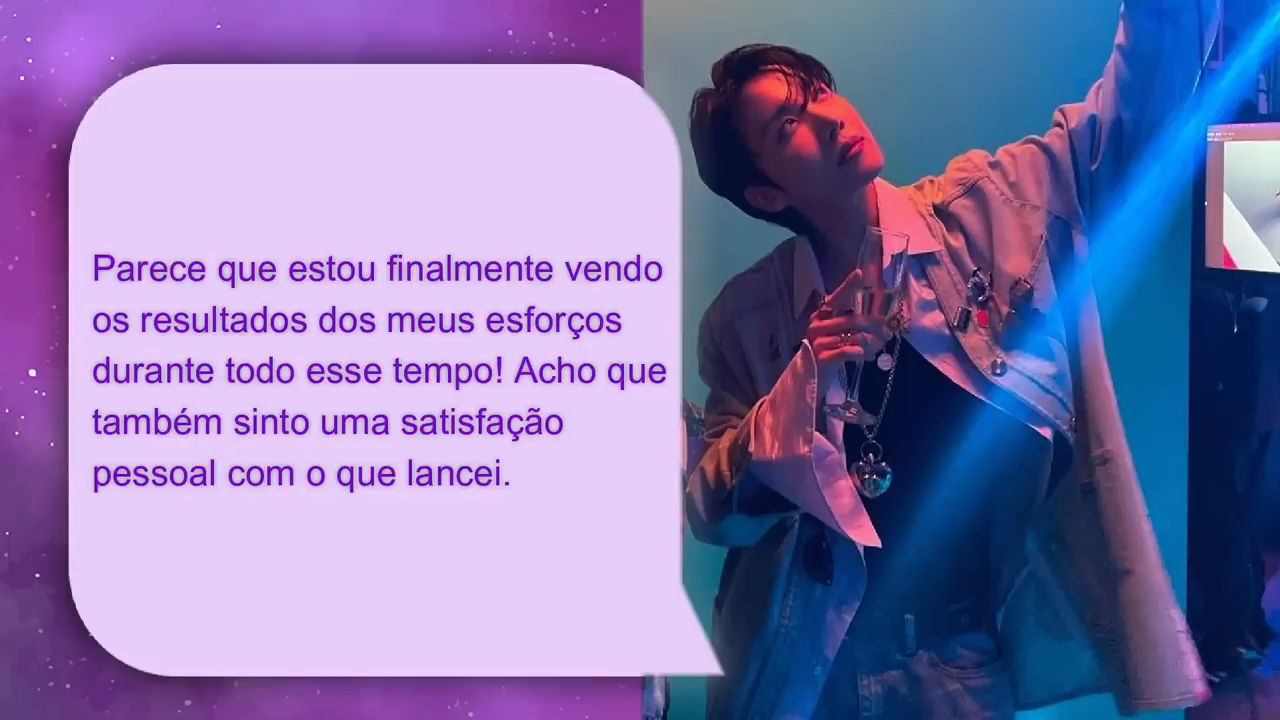 Parece que estou finalmente vendo
os resultados dos meus esforços
durante todo esse tempo! Acho que
também sinto uma satisfação
pessoal com o que lancei.